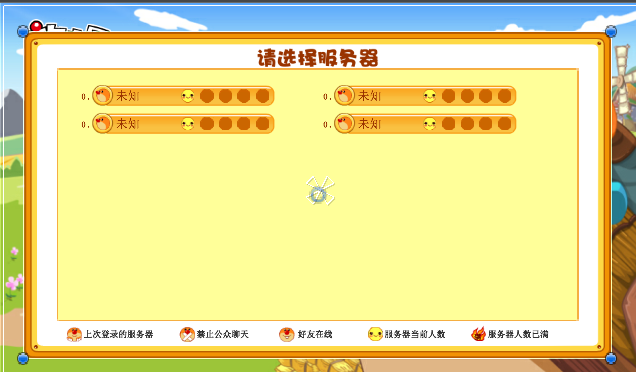 请选择服务器
0. 未知
0. 未知
0. 未知
0. 未知
上次登录的服务器
禁止公众聊天
好友在线
服务器当前人数
服务器人数已满